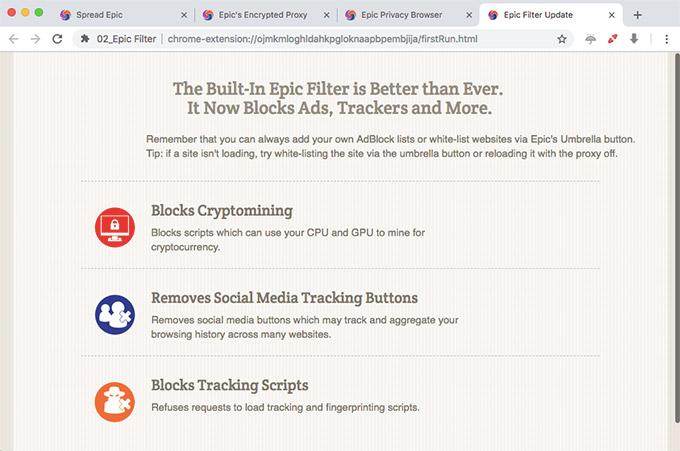 Spread Epic
Epic's Encrypted Proxy
Epic Privacy Browser
Epic Filter Update
02_Epic Filter
chrome-extension://ojmkmloghldahkpgloknaapbpembjija/firstRun.html
The Built-In Epic Filter is Better than Ever.
It Now Blocks Ads, Trackers and More.
Remember that you can always add your own AdBlock lists or white-list websites via Epic's Umbrella button.
Tip: if a site isn't loading, try white-listing the site via the umbrella button or reloading it with the proxy off.
Blocks Cryptomining
Blocks scripts which can use your CPU and GPU to mine for
cryptocurrency.
Removes Social Media Tracking Buttons
Removes social media buttons which may track and aggregate your
browsing history across many websites.
Blocks Tracking Scripts
Refuses requests to load tracking and fingerprinting scripts.